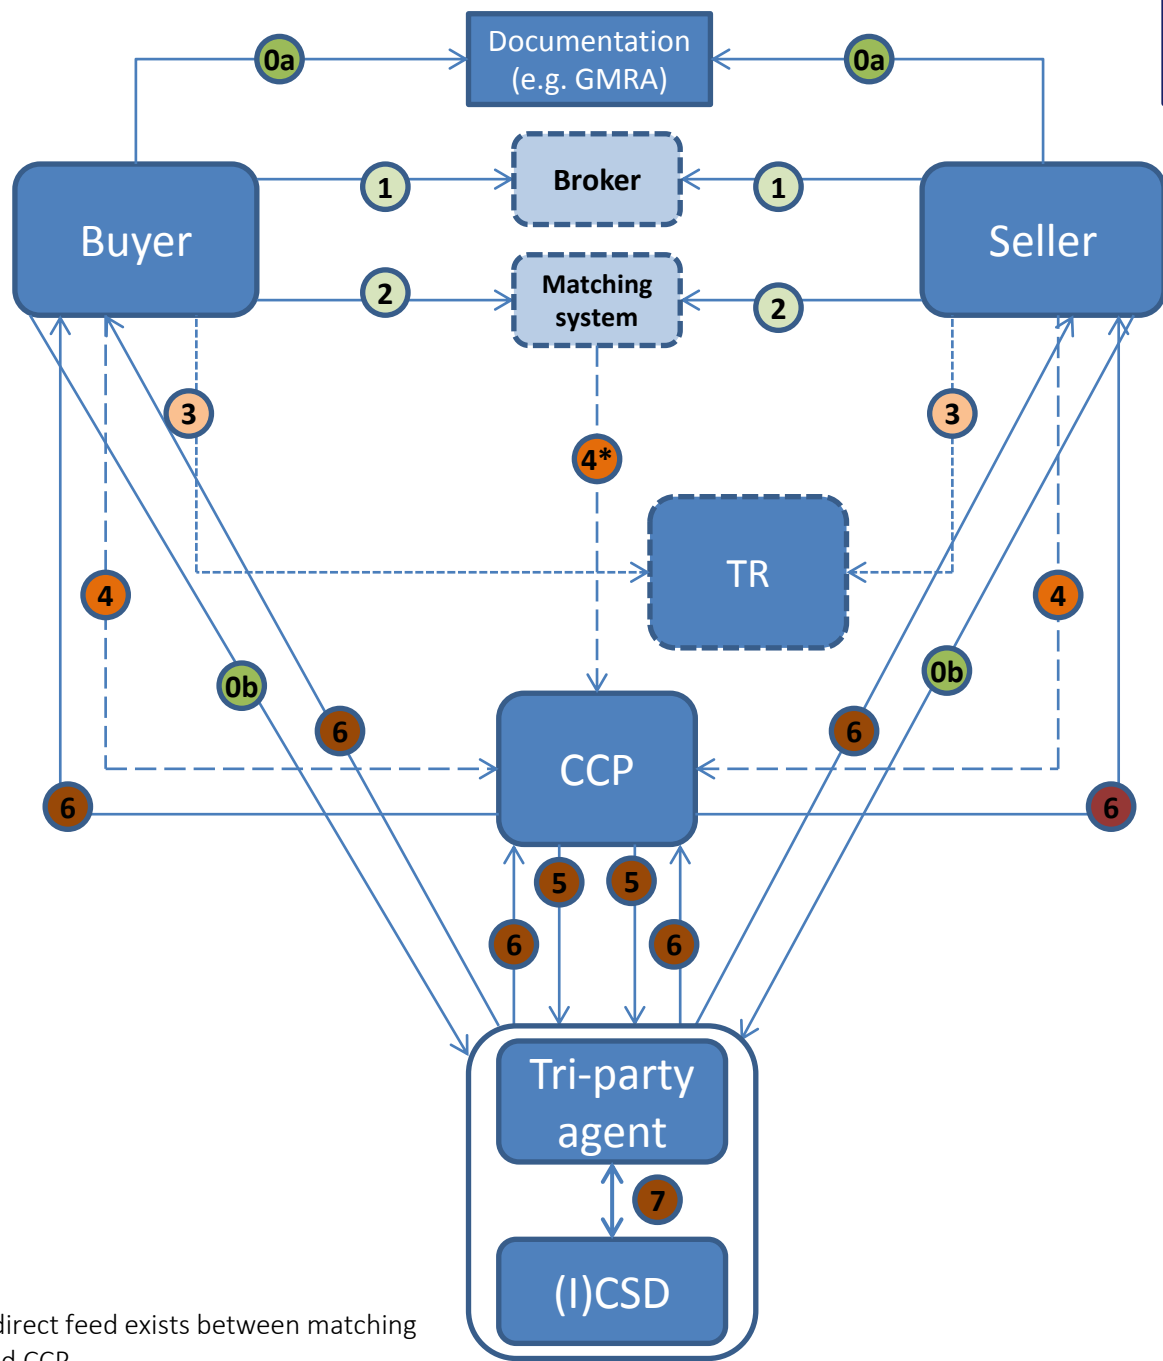 Documentation
(e.g. GMRA)
0a
0a
Broker
1
1
Buyer
Seller
Matching
system
2
2
3
3
4*
TR
4
4
0b
0b
6
6
CCP
6
6
5
5
6
6
Tri-party
agent
7
(I)CSD
direct feed exists between matching
d CCP